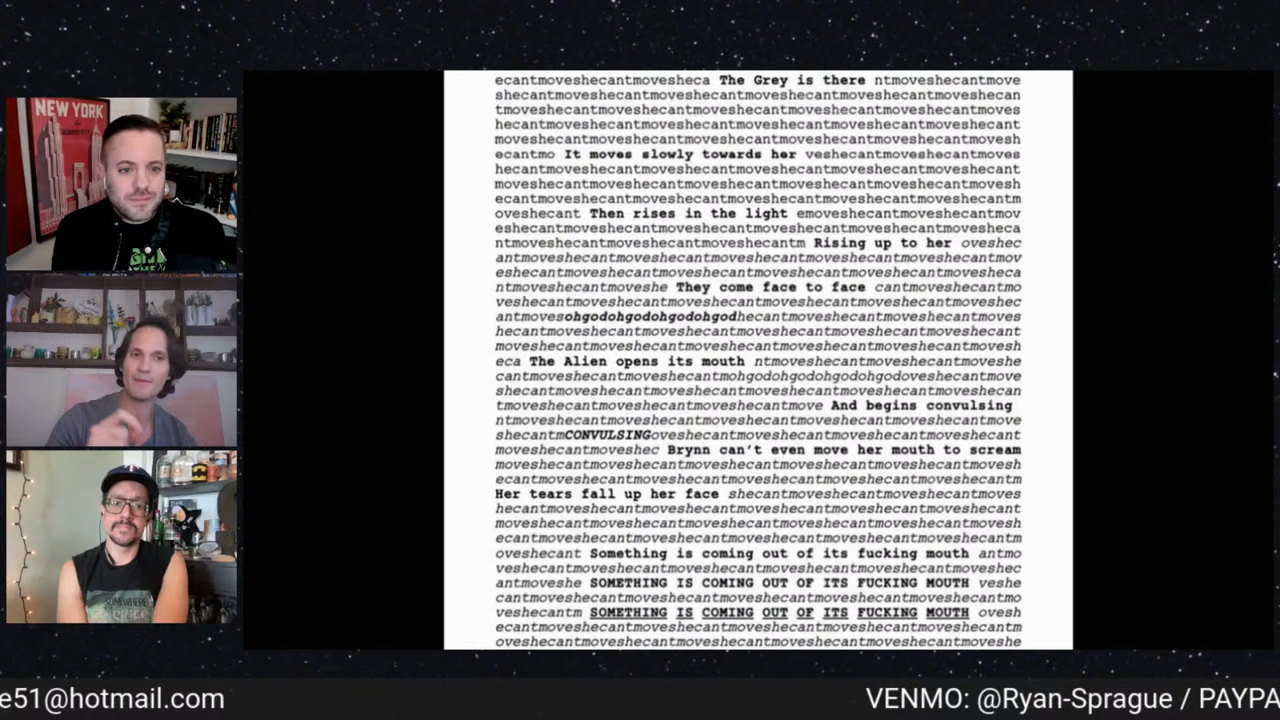 NEW YORK
SOMEWHERE
SKIES
ecantmoveshecantmovesheca The Grey is there ntmoveshecantmove
shecantmoveshecantmoveshecantmoveshecantmoveshecantmoveshecan
tmoveshecantmoveshecantmoveshecantmoveshecantmoveshecantmoves
hecantmoveshecantmoveshecantmoveshecantmoveshecantmoveshecant
moveshecantmoveshecantmoveshecantmoveshecantmoveshecantmovesh
ecantmo It moves slowly towards her veshecantmoveshecantmoves
hecantmoveshecantmoveshecantmoveshecantmoveshecantmoveshecant
moveshecantmoveshecantmoveshecantmoveshecantmoveshecantmovesh
ecantmoveshecantmoveshecantmoveshecantmoveshecantmoveshecantm
oveshecant Then rises in the light emoveshecantmoveshecantmov
eshecantmoveshecantmoveshecantmoveshecantmoveshecantmovesheca
ntmoveshecantmoveshecantmoveshecantm Rising up to her oveshec
antmoveshecantmoveshecantmoveshecantmoveshecantmoveshecantmov
eshecantmoveshecantmoveshecantmoveshecantmoveshecantmovesheca
ntmoveshecantmoveshe They come face to face cantmoveshecantmo
veshecantmoveshecantmoveshecantmoveshecantmoveshecantmoveshec
antmovesohgodohgodohgodohgodhecantmoveshecantmoveshecantmoves
hecantmoveshecantmoveshecantmoveshecantmoveshecantmoveshecant
moveshecantmoveshecantmoveshecantmoveshecantmoveshecantmovesh
eca The Alien opens its mouth ntmoveshecantmoveshecantmoveshe
cantmoveshecantmoveshecantmohgodohgodohgodohgodoveshecantmove
shecantmoveshecantmoveshecantmoveshecantmoveshecantmoveshecan
tmoveshecantmoveshecantmoveshecantmove And begins convulsing
ntmoveshecantmoveshecantmoveshecantmoveshecantmoveshecantmove
shecantmCONVULSINGoveshecantmoveshecantmoveshecantmoveshecant
moveshecantmoveshec Brynn can't even move her mouth to scream
moveshecantmoveshecantmoveshecantmoveshecantmoveshecantmovesh
ecantmoveshecantmoveshecantmoveshecantmoveshecantmoveshecantm
Her tears fall up her face shecantmoveshecantmoveshecantmoves
hecantmoveshecantmoveshecantmoveshecantmoveshecantmoveshecant
moveshecantmoveshecantmoveshecantmoveshecantmoveshecantmovesh
ecantmoveshecantmoveshecantmoveshecantmoveshecantmoveshecantm
oveshecant Something is coming out of its fucking mouth antmo
veshecantmoveshecantmoveshecantmoveshecantmoveshecantmoveshec
antmoveshe SOMETHING IS COMING OUT OF ITS FUCKING MOUTH veshe
cantmoveshecantmoveshecantmoveshecantmoveshecantmoveshecantmo
veshecantm SOMETHING IS COMING OUT OF ITS FUCKING MOUTH ovesh
ecantmoveshecantmoveshecantmoveshecantmoveshecantmoveshecantm
oveshecantmoveshecantmoveshecantmoveshecantmoveshecantmoveshe
e51@hotmail.com VENMO: @Ryan-Sprague / PAYPA